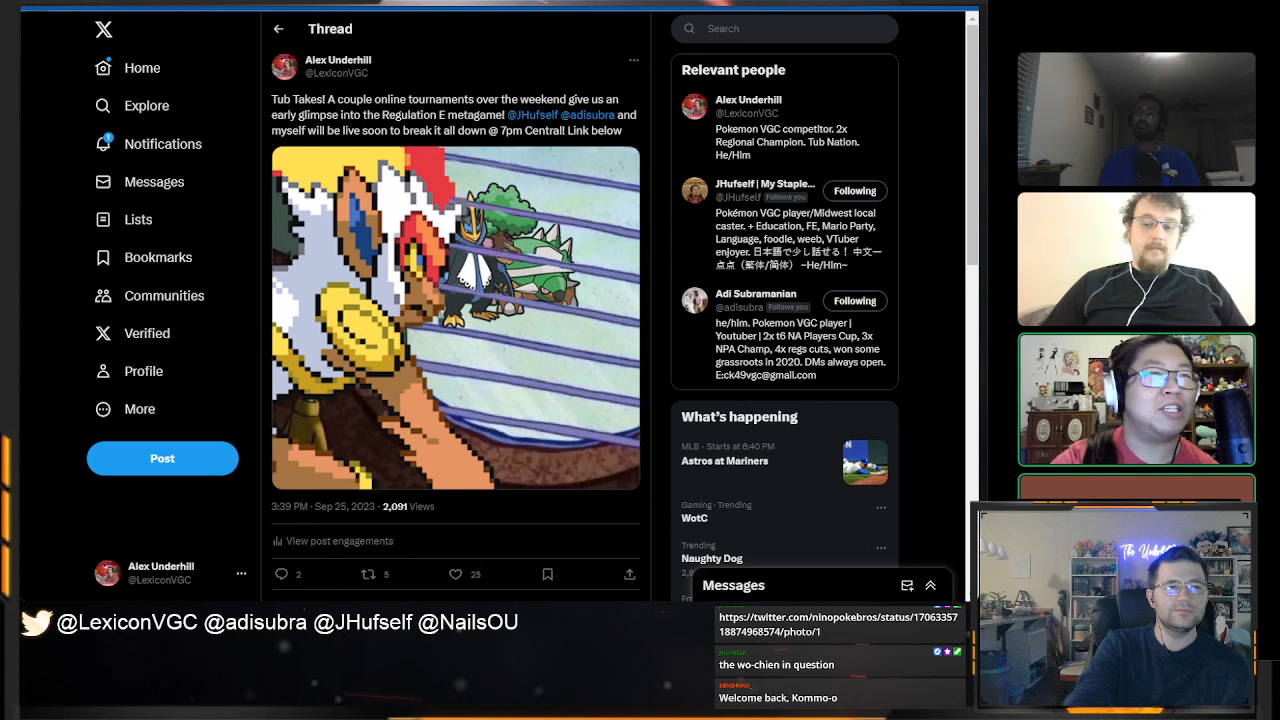 Home
Explore
1
Notifications
Messages
Lists
Bookmarks
Communities
Verified
Profile
More
Post
Alex Underhill
@LexiconVGC
Thread
Alex Underhill
@LexiconVGC
Tub Takes! A couple online tournaments over the weekend give us an
early glimpse into the Regulation E metagame! @JHufself @adisubra and
myself will be live soon to break it all down @ 7pm Central! Link below
3:39 PM · Sep 25, 2023 · 2,091 Views
View post engagements
2
5
25
Search
Relevant people
Alex Underhill
@LexiconVGC
Pokemon VGC competitor. 2x
Regional Champion. Tub Nation.
He/Him
JHufself | My Staple...
@JHufself Follows you
Following
Pokémon VGC player/Midwest local
caster. + Education, FE, Mario Party,
Language, foodie, weeb, VTuber
enjoyer. 日本語で少し話せる！ 中文一
点点（繁体/简体） ~He/Him~
Adi Subramanian
@adisubra Follows you
Following
he/him. Pokemon VGC player |
Youtuber | 2x t6 NA Players Cup, 3x
NPA Champ, 4x regs cuts, won some
grassroots in 2020. DMs always open.
E:ck49vgc@gmail.com
What's happening
MLB · Starts at 6:40 PM
Astros at Mariners
Gaming · Trending
WotC
Trending
Naughty Dog
Messages
@LexiconVGC @adisubra @JHufself @NailsOU
https://twitter.com/ninopokebros/status/17063357
18874968574/photo/1
JHUFSELF
the wo-chien in question
Welcome back, Kommo-o